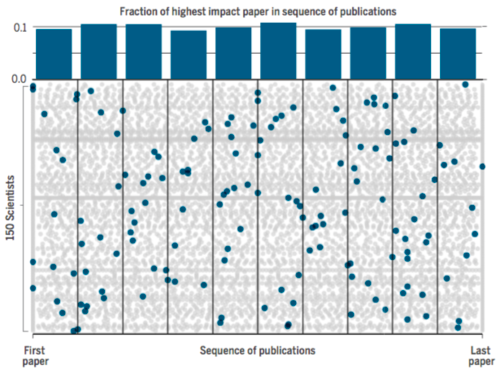 Fraction of highest impact paper in sequence of publications
0.1
0.0
150 Scientists
First
paper
Sequence of publications
Last
paper